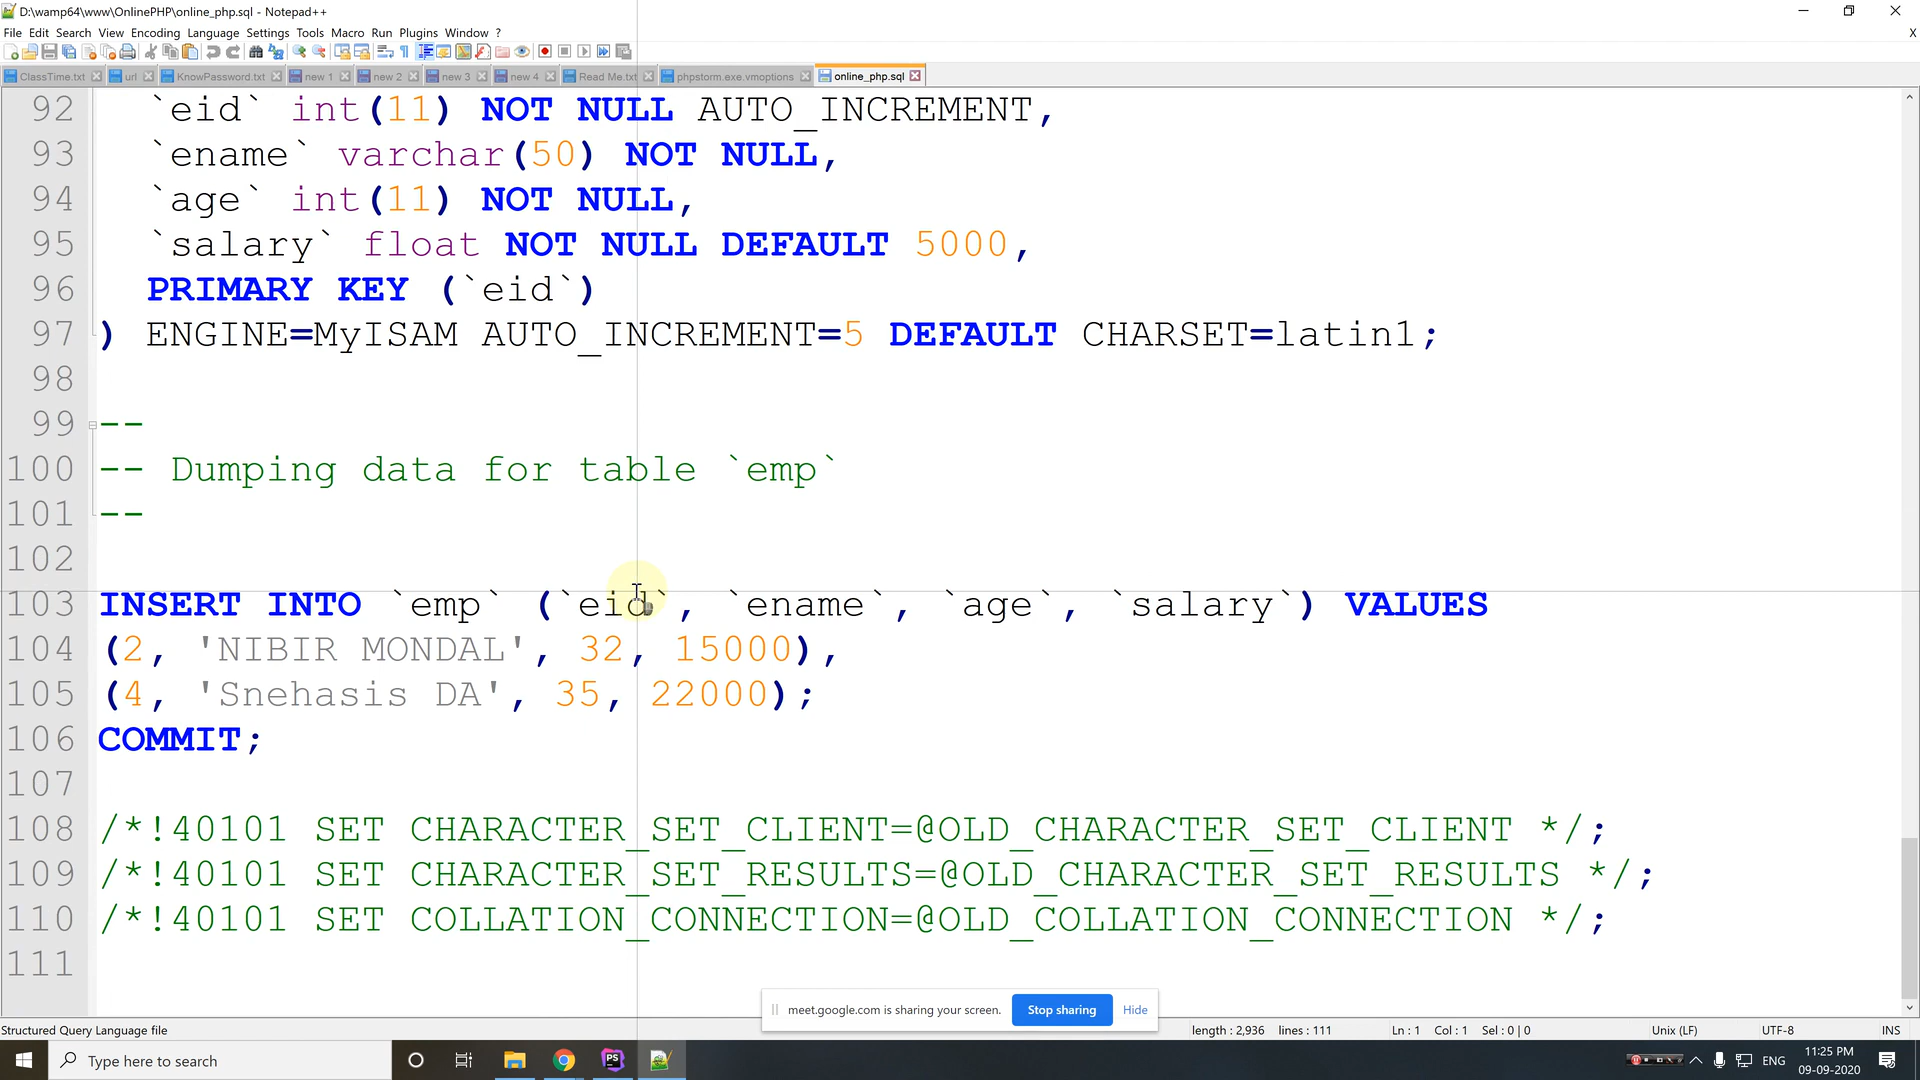 D:\wamp64\www\OnlinePHP\online_php.sql - Notepad++
File Edit Search View Encoding Language Settings Tools Macro Run Plugins Window ?
ClassTime.txt url KnowPassword.txt new 1 new 2 new 3 new 4 Read Me.txt phpstorm.exe.vmoptions online_php.sql
92 `eid` int(11) NOT NULL AUTO_INCREMENT,
93 `ename` varchar(50) NOT NULL,
94 `age` int(11) NOT NULL,
95 `salary` float NOT NULL DEFAULT 5000,
96 PRIMARY KEY (`eid`)
97 ) ENGINE=MyISAM AUTO_INCREMENT=5 DEFAULT CHARSET=latin1;
98
99 --
100 -- Dumping data for table `emp`
101 --
102
103 INSERT INTO `emp` (`eid`, `ename`, `age`, `salary`) VALUES
104 (2, 'NIBIR MONDAL', 32, 15000),
105 (4, 'Snehasis DA', 35, 22000);
106 COMMIT;
107
108 /*!40101 SET CHARACTER_SET_CLIENT=@OLD_CHARACTER_SET_CLIENT */;
109 /*!40101 SET CHARACTER_SET_RESULTS=@OLD_CHARACTER_SET_RESULTS */;
110 /*!40101 SET COLLATION_CONNECTION=@OLD_COLLATION_CONNECTION */;
111
meet.google.com is sharing your screen. Stop sharing Hide
Structured Query Language file length : 2,936 lines : 111 Ln : 1 Col : 1 Sel : 0 | 0 Unix (LF) UTF-8 INS
Type here to search PS ENG 11:25 PM
09-09-2020